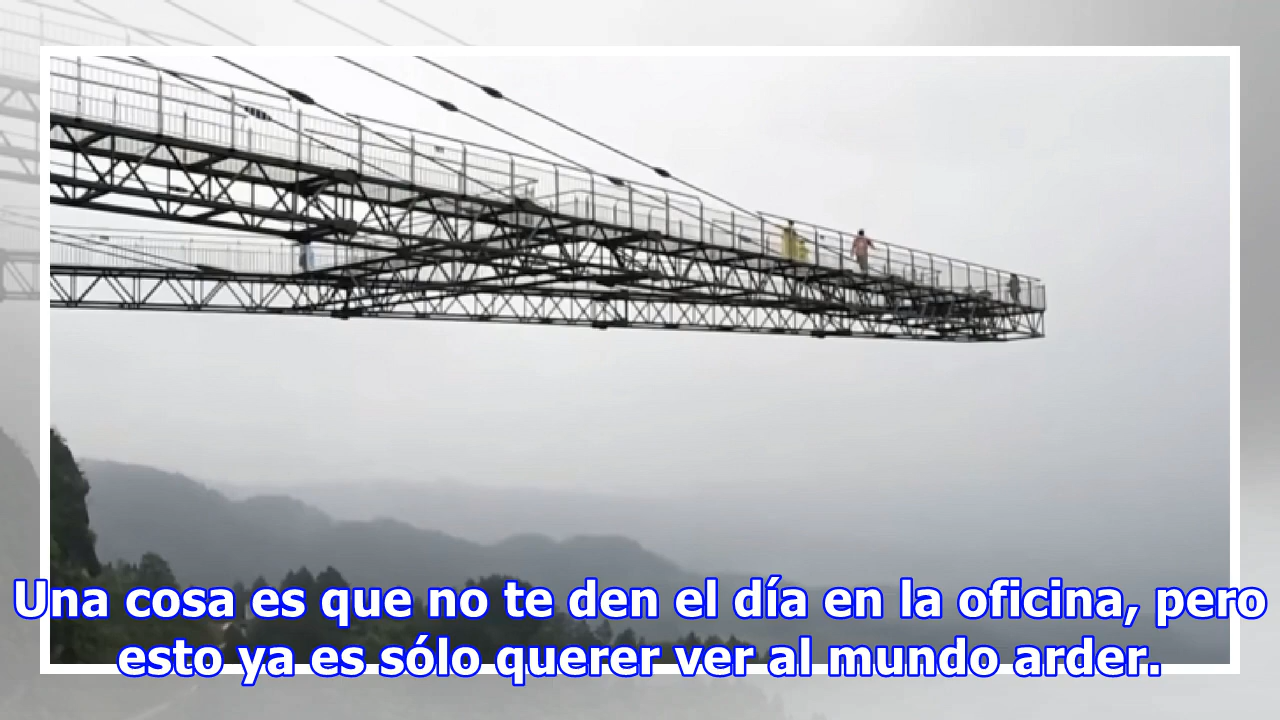 Una cosa es que no te den el día en la oficina, pero
esto ya es sólo querer ver al mundo arder.